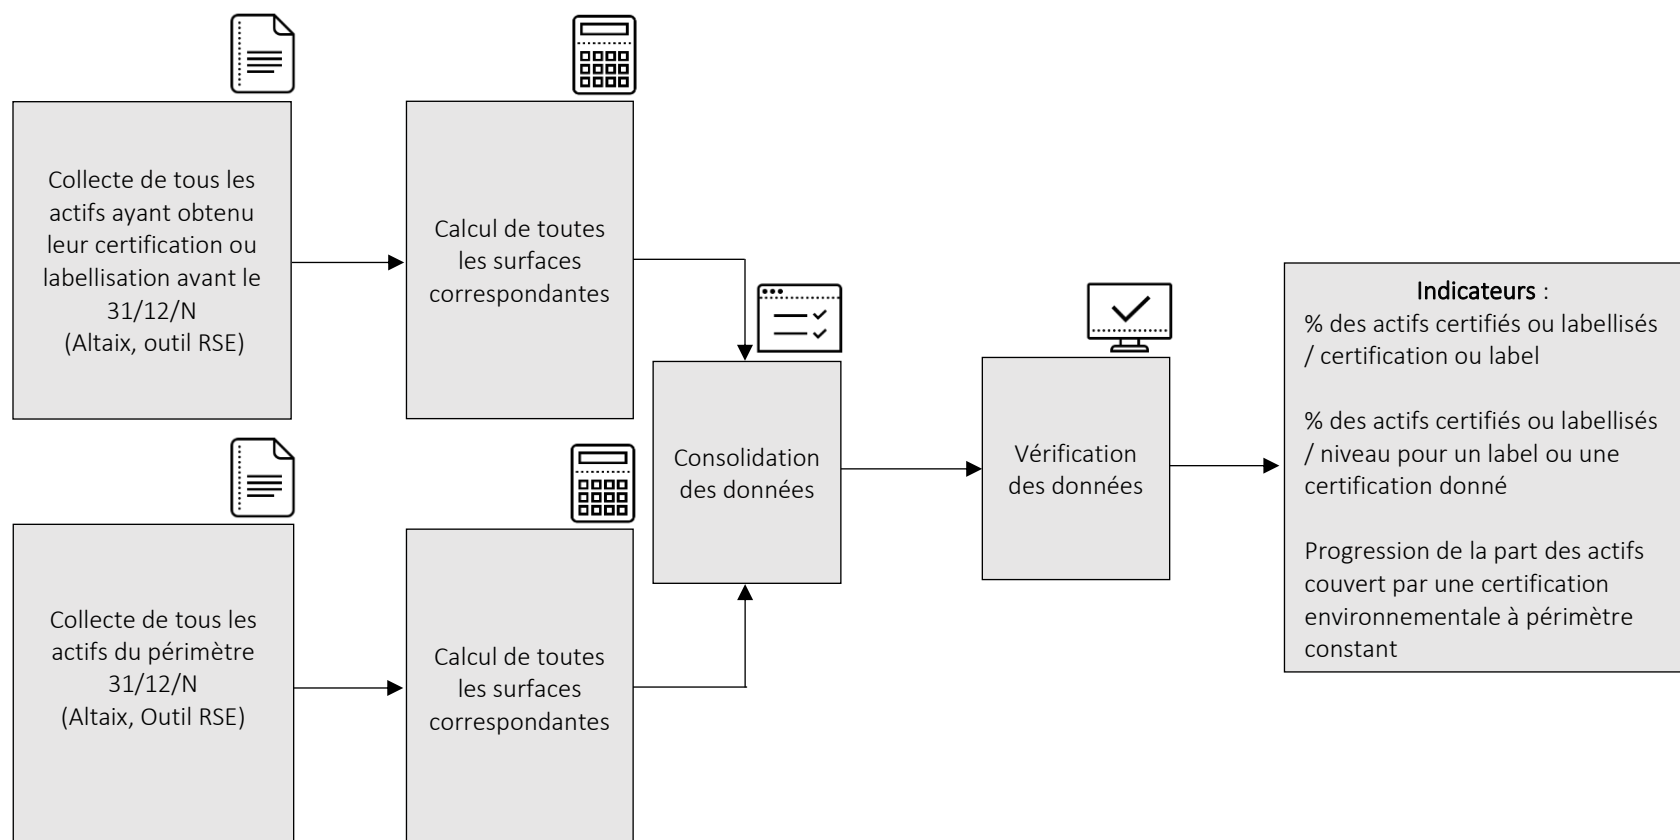 Collecte de tous les
actifs ayant obtenu
leur certification ou
labellisation avant le
31/12/N
(Altaix, outil RSE)
Calcul de toutes
les surfaces
correspondantes
Collecte de tous les
actifs du périmètre
31/12/N
(Altaix, Outil RSE)
Calcul de toutes
les surfaces
correspondantes
Consolidation
des données
Vérification
des données
Indicateurs :
% des actifs certifiés ou labellisés
/ certification ou label
% des actifs certifiés ou labellisés
/ niveau pour un label ou une
certification donné
Progression de la part des actifs
couvert par une certification
environnementale à périmètre
constant